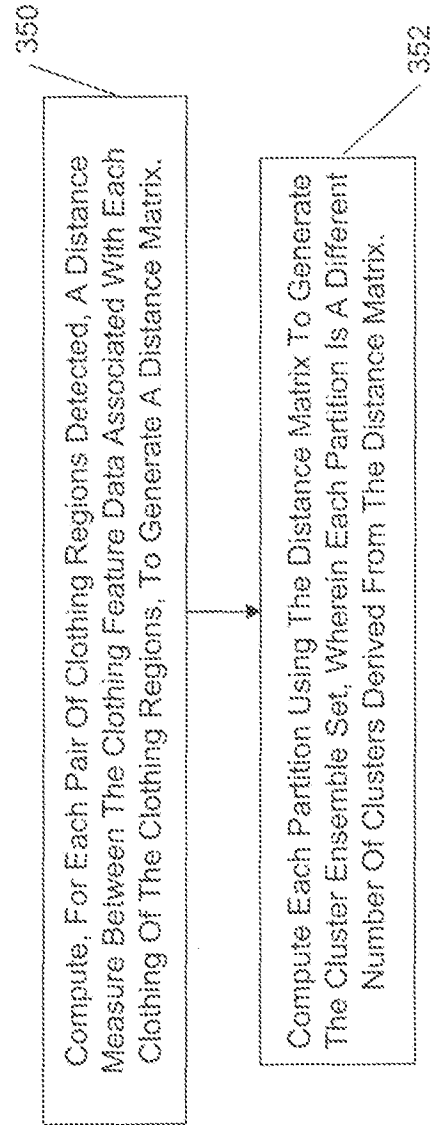 350
Compute, For Each Pair Of Clothing Regions Detected, A Distance
Measure Between The Clothing Feature Data Associated With Each
Clothing Of The Clothing Regions, To Generate A Distance Matrix.
352
Compute Each Partition Using The Distance Matrix To Generate
The Cluster Ensemble Set, Wherein Each Partition Is A Different
Number Of Clusters Derived From The Distance Matrix.